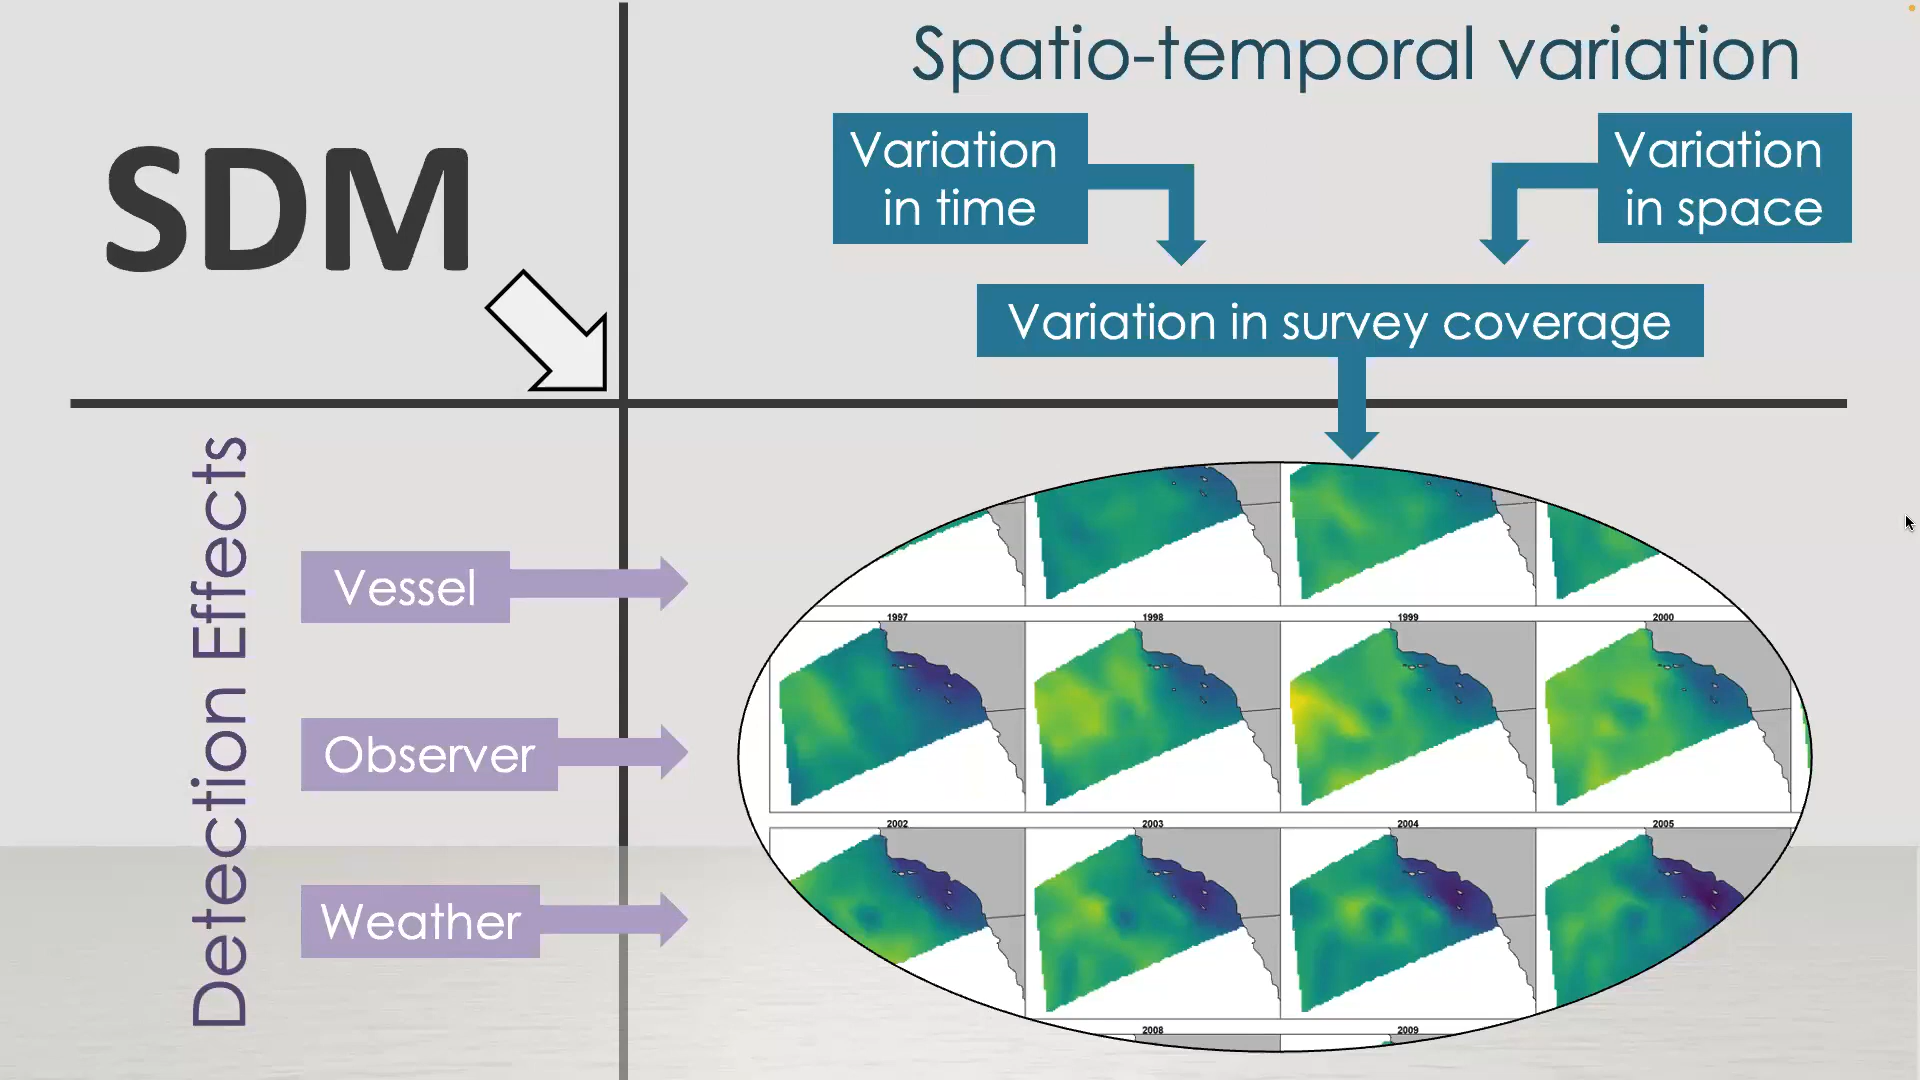 Spatio-temporal variation
SDM
Variation
in time
Variation
in space
Variation in survey coverage
Detection Effects
Vessel
Observer
Weather
1997
1998
1999
2000
2002
2003
2004
2005
2008
2009